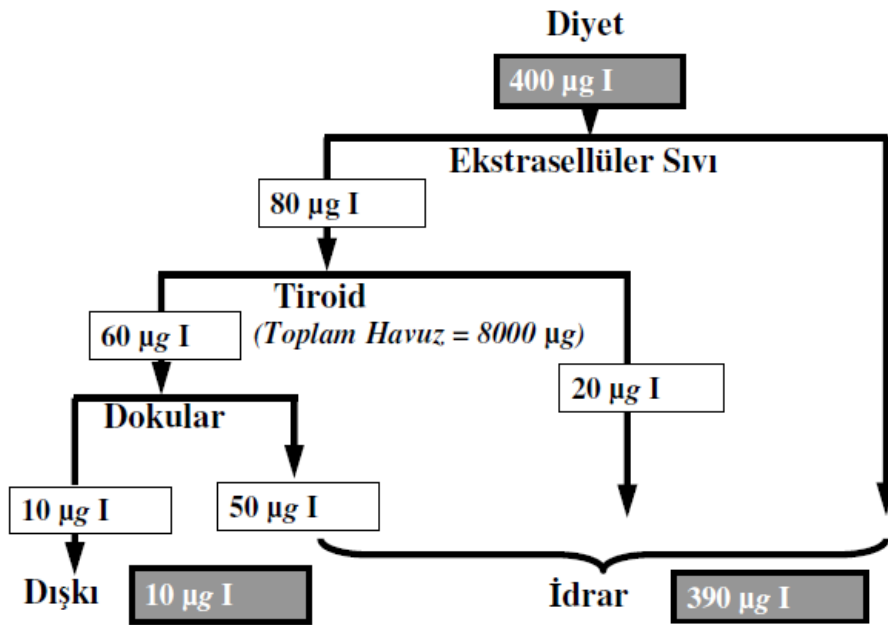 Diyet
400 µg I
Ekstrasellüler Sıvı
80 µg I
Tiroid
(Toplam Havuz = 8000 µg)
60 µg I
20 µg I
Dokular
10 µg I
50 µg I
Dışkı
10 µg I
İdrar
390 µg I